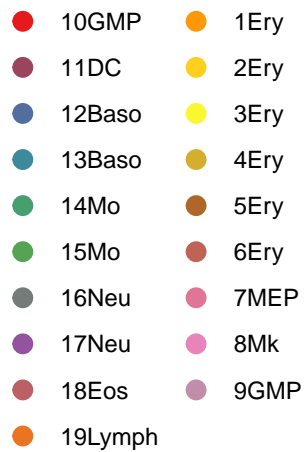 10GMP
11DC
12Baso
13Baso
14Mo
15Mo
16Neu
17Neu
18Eos
19Lymph
1Ery
2Ery
3Ery
4Ery
5Ery
6Ery
7MEP
8Mk
9GMP